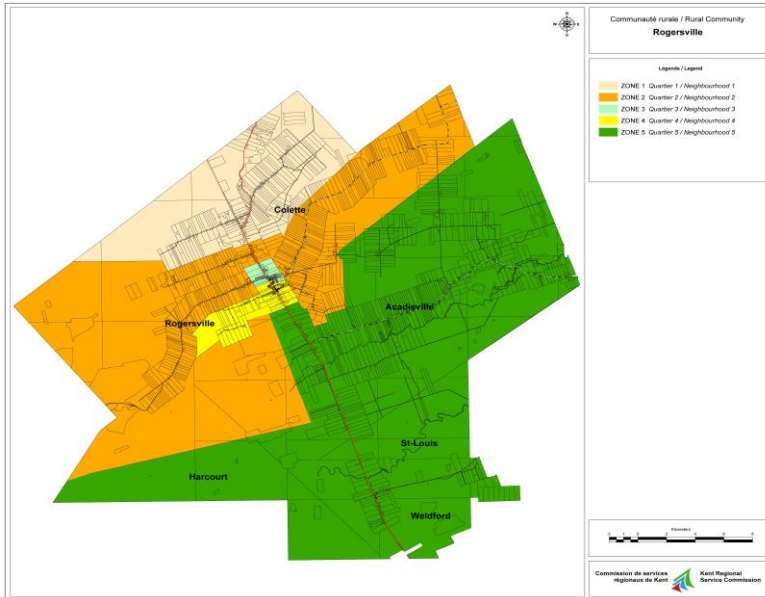 Communauté rurale / Rural Community
Rogersville
Légende / Legend
ZONE 1 Quartier 1 / Neighbourhood 1
ZONE 2 Quartier 2 / Neighbourhood 2
ZONE 3 Quartier 3 / Neighbourhood 3
ZONE 4 Quartier 4 / Neighbourhood 4
ZONE 5 Quartier 5 / Neighbourhood 5
Colette
Acadieville
Rogersville
St-Louis
Harcourt
Weldford
Kilometers
Commission de services
régionaux de Kent
Kent Regional
Service Commission